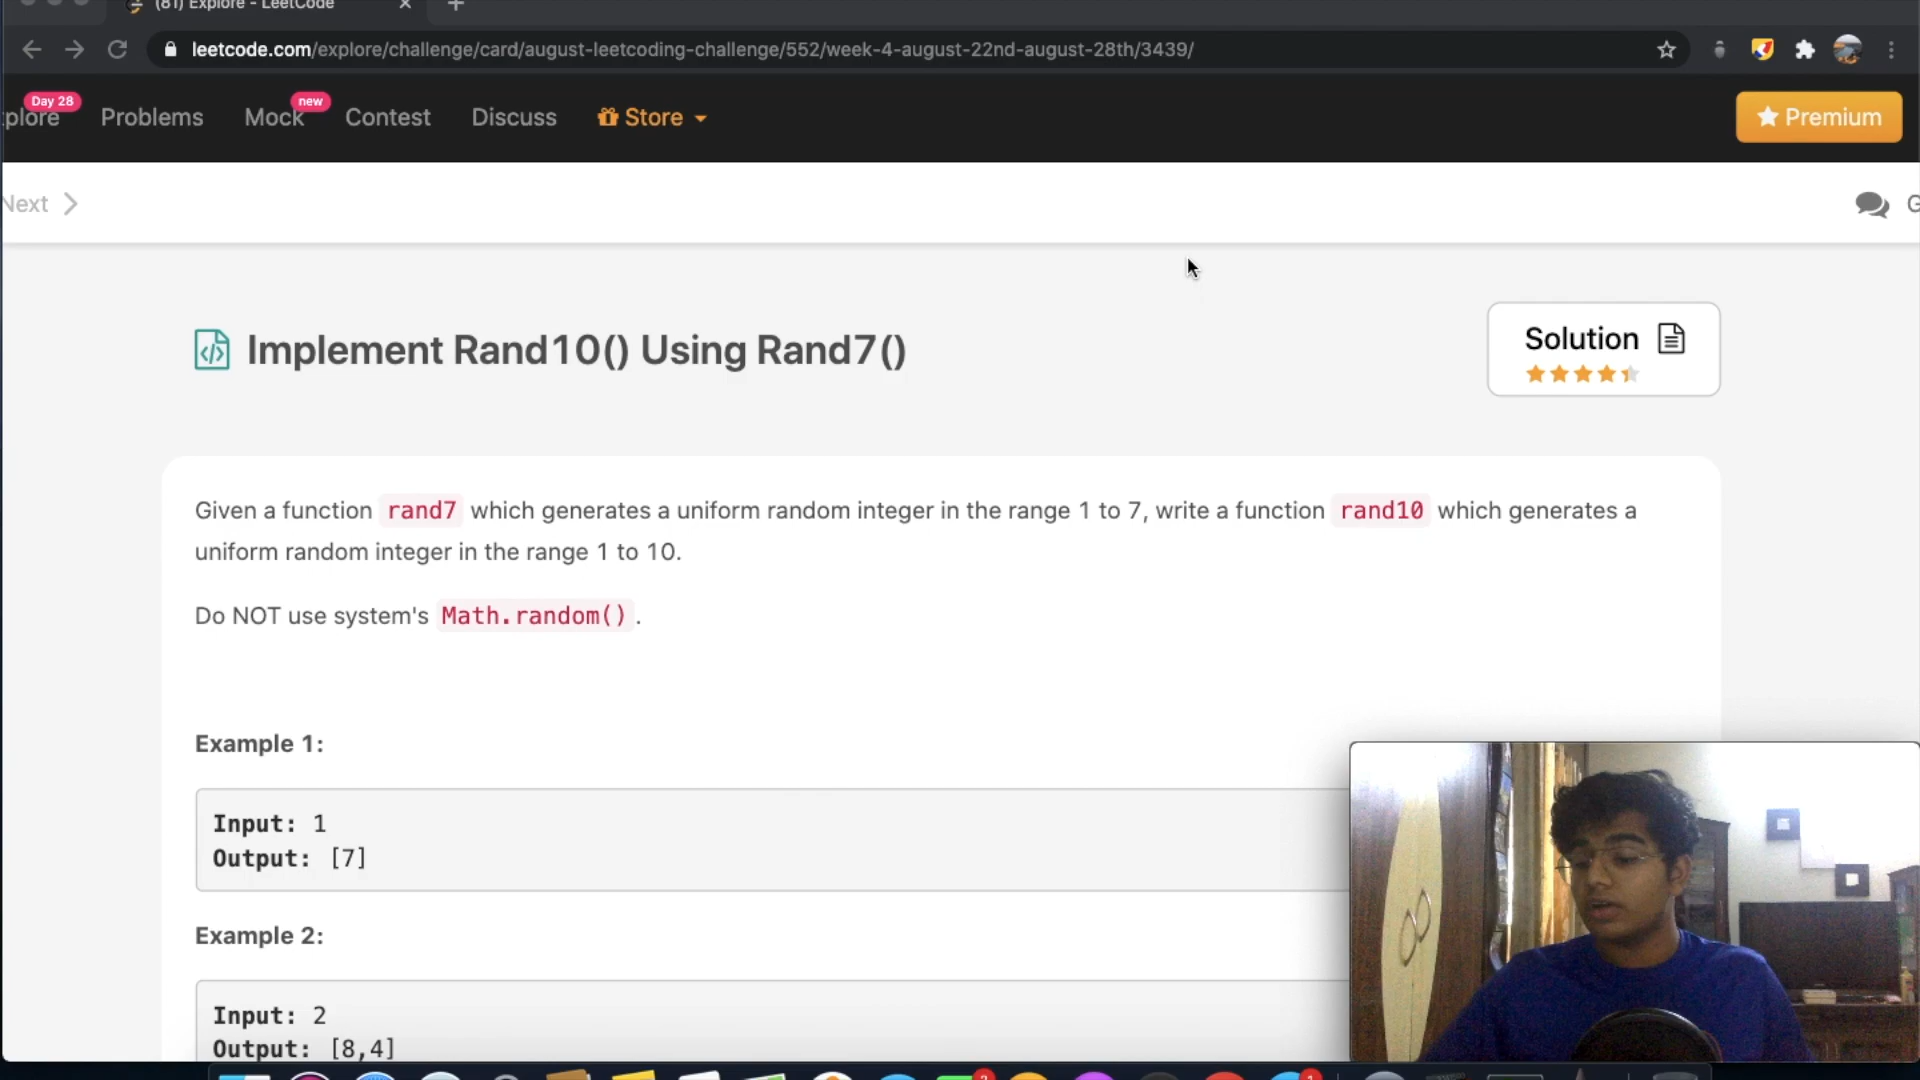 (81) Explore - LeetCode
leetcode.com/explore/challenge/card/august-leetcoding-challenge/552/week-4-august-22nd-august-28th/3439/
Day 28
new
plore Problems Mock Contest Discuss Store Premium
Next
Implement Rand10() Using Rand7()
Solution
Given a function rand7 which generates a uniform random integer in the range 1 to 7, write a function rand10 which generates a
uniform random integer in the range 1 to 10.
Do NOT use system's Math.random().
Example 1:
Input: 1
Output: [7]
Example 2:
Input: 2
Output: [8,4]